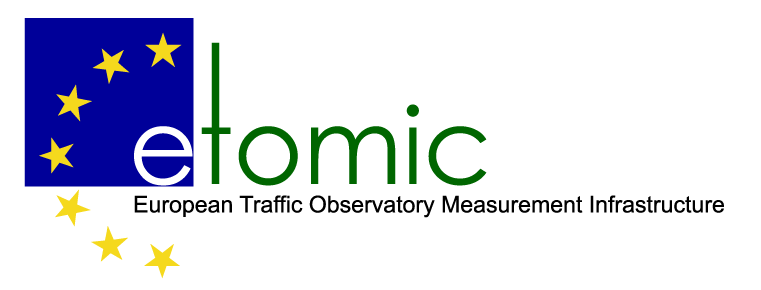 etomic
European Traffic Observatory Measurement Infrastructure